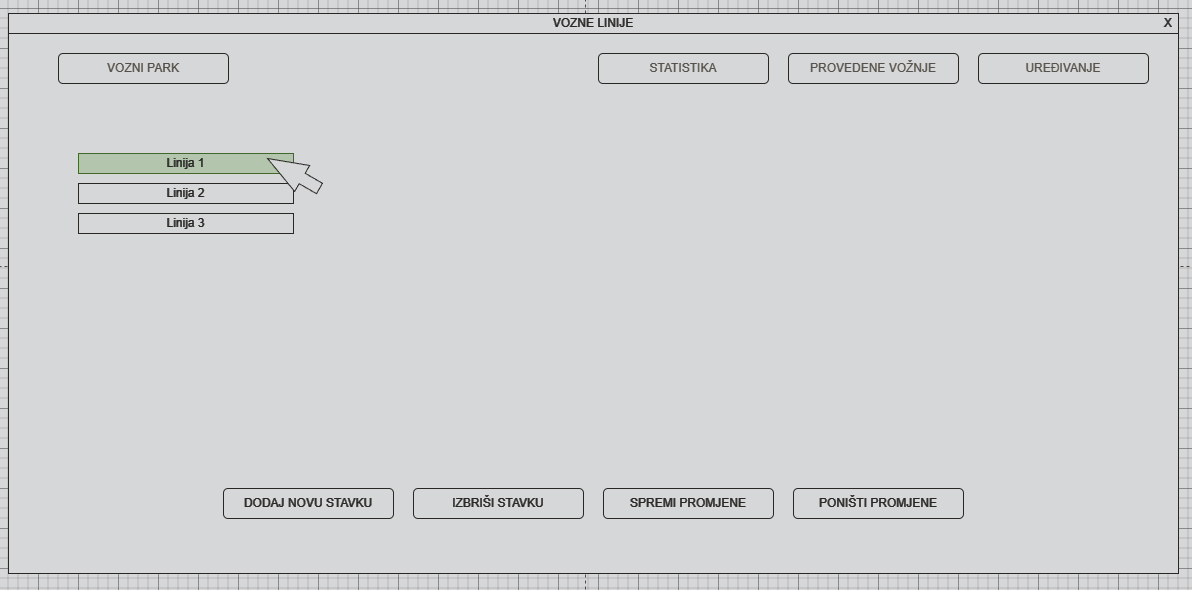 VOZNE LINIJE
X
VOZNI PARK
STATISTIKA
PROVEDENE VOŽNJE
UREĐIVANJE
Linija 1
Linija 2
Linija 3
DODAJ NOVU STAVKU
IZBRIŠI STAVKU
SPREMI PROMJENE
PONIŠTI PROMJENE